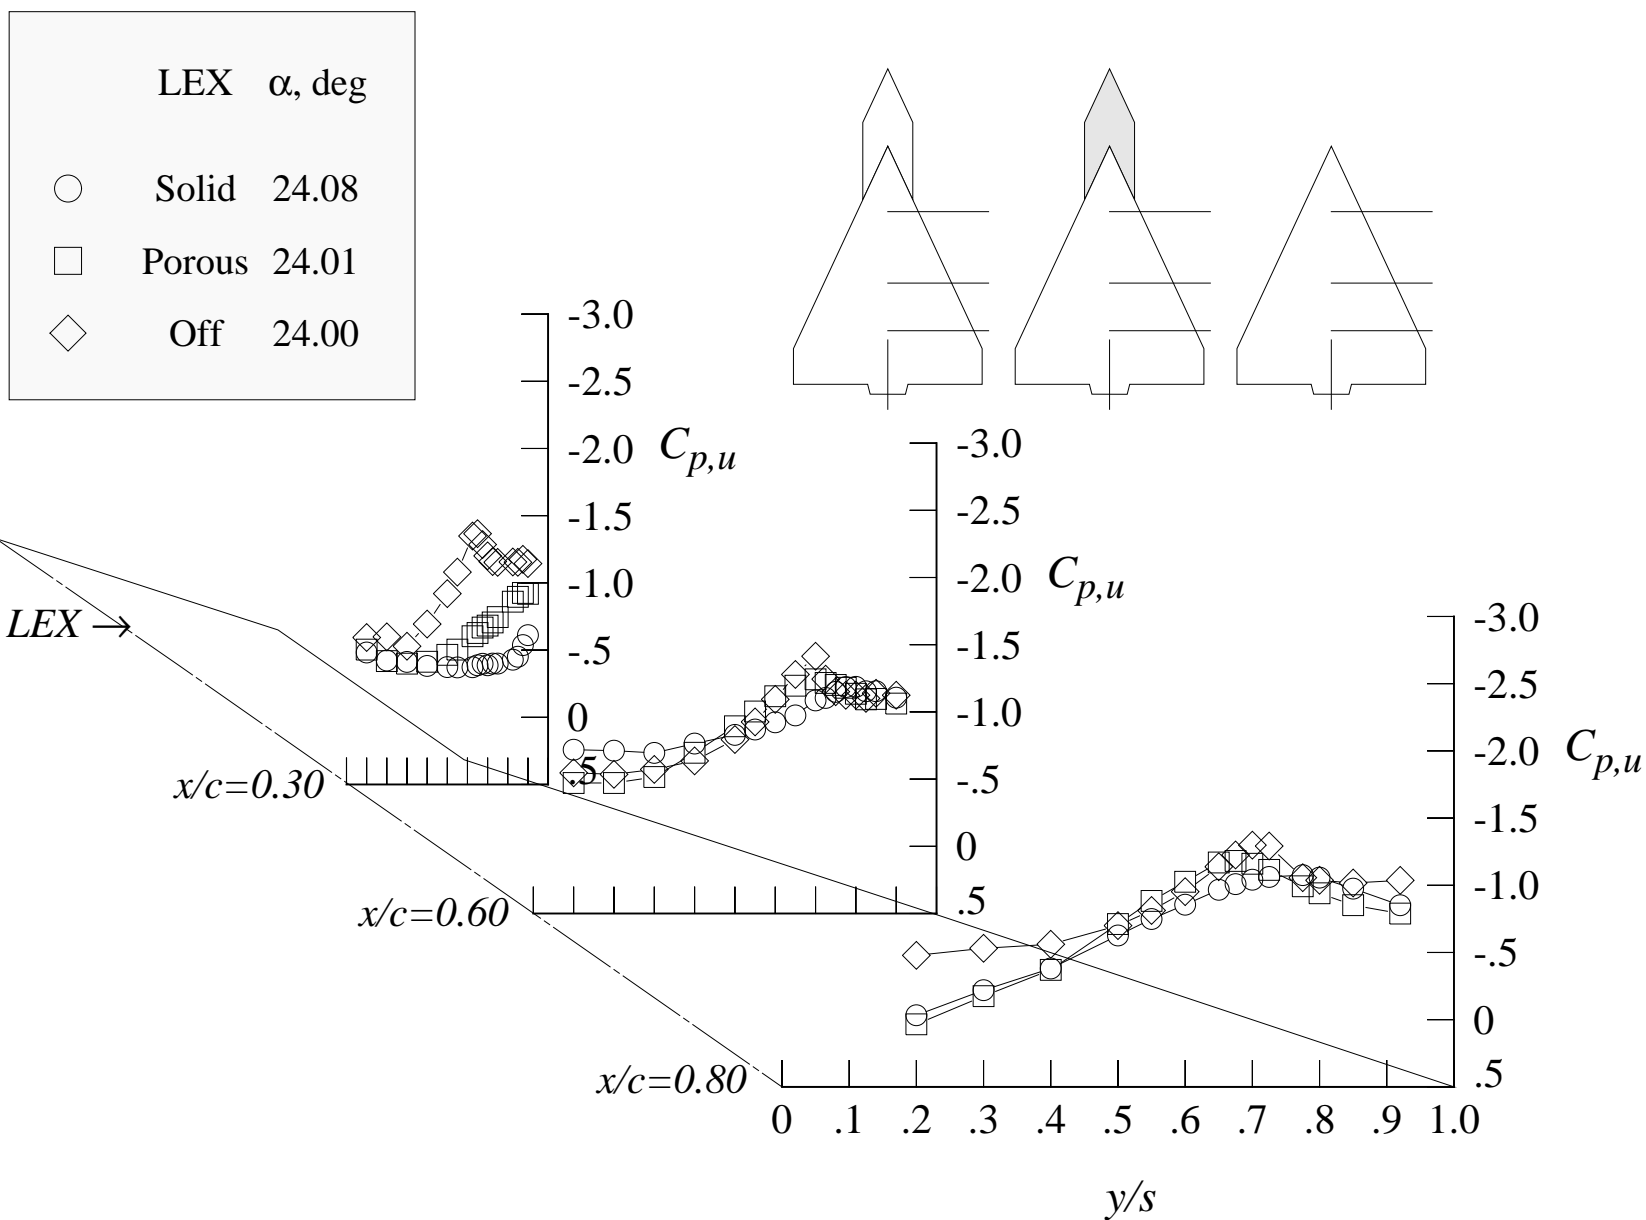 LEX α, deg
Solid 24.08
Porous 24.01
Off 24.00
-3.0
-2.5
-2.0 Cp,u
-1.5
-1.0
-.5
0
.5
x/c=0.30
LEX →
-3.0
-2.5
-2.0 Cp,u
-1.5
-1.0
-.5
0
.5
x/c=0.60
-3.0
-2.5
-2.0 Cp,u
-1.5
-1.0
-.5
0
.5
x/c=0.80
0 .1 .2 .3 .4 .5 .6 .7 .8 .9 1.0
y/s